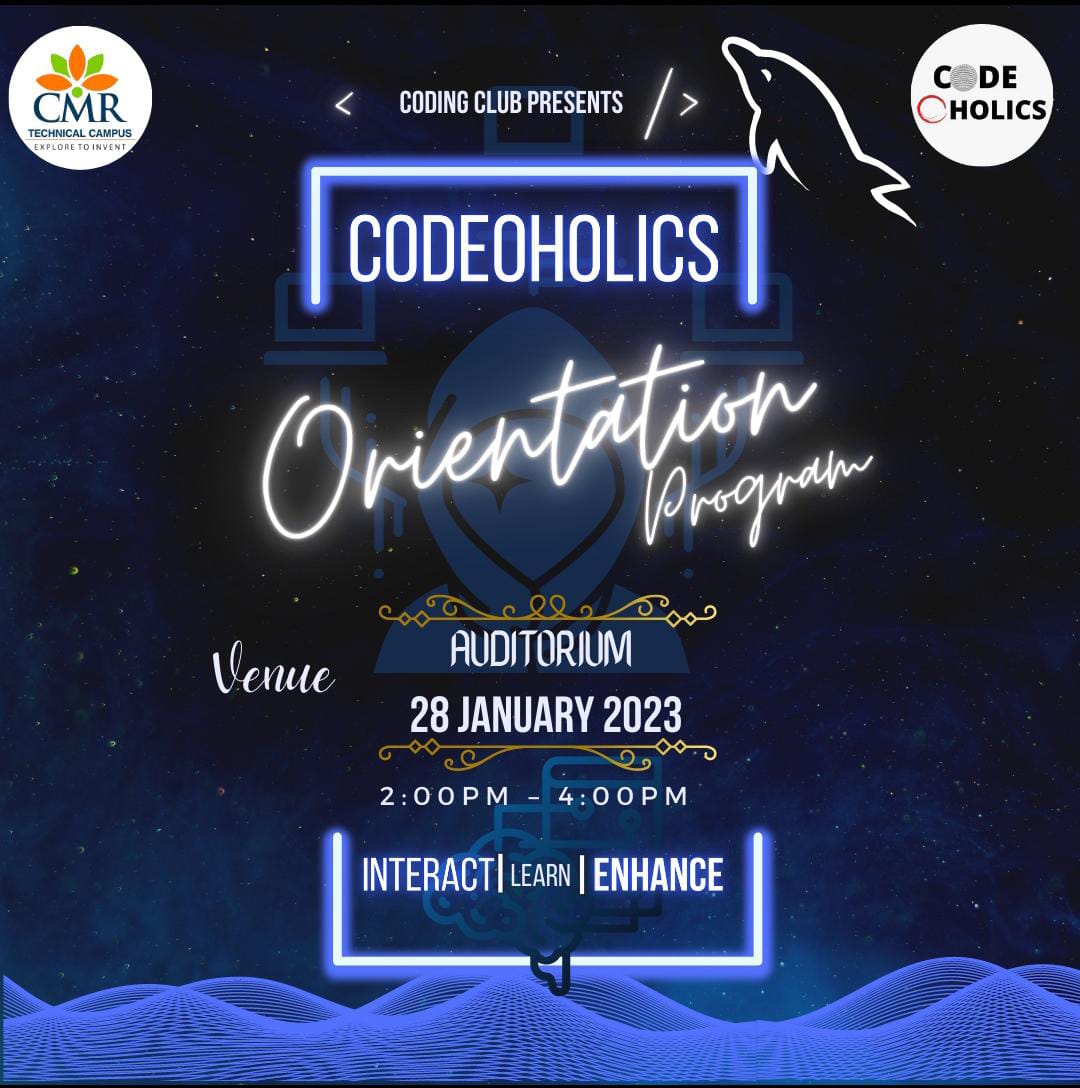 CMR
TECHNICAL CAMPUS
EXPLORE TO INVENT
< CODING CLUB PRESENTS />
CODE
HOLICS
CODEOHOLICS
Orientation
Program
Venue
AUDITORIUM
28 JANUARY 2023
2:00PM – 4:00PM
INTERACT| LEARN | ENHANCE